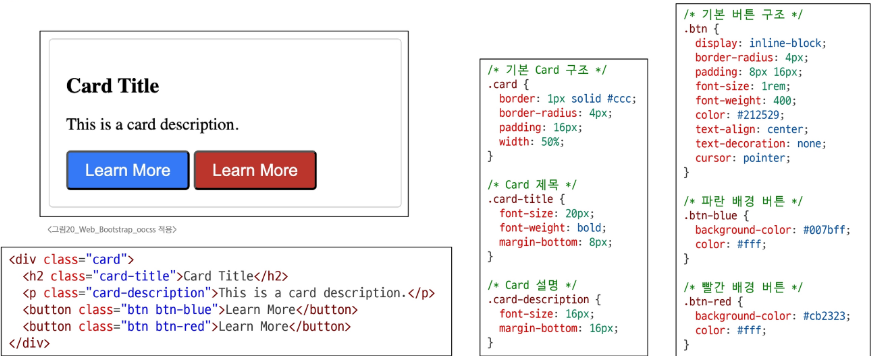 Card Title
This is a card description.
Learn More Learn More
<그림20_Web_Bootstrap_oocss 적용>
<div class="card">
<h2 class="card-title">Card Title</h2>
<p class="card-description">This is a card description.</p>
<button class="btn btn-blue">Learn More</button>
<button class="btn btn-red">Learn More</button>
</div>
/* 기본 Card 구조 */
.card {
border: 1px solid #ccc;
border-radius: 4px;
padding: 16px;
width: 50%;
}
/* Card 제목 */
.card-title {
font-size: 20px;
font-weight: bold;
margin-bottom: 8px;
}
/* Card 설명 */
.card-description {
font-size: 16px;
margin-bottom: 16px;
}
/* 기본 버튼 구조 */
.btn {
display: inline-block;
border-radius: 4px;
padding: 8px 16px;
font-size: 1rem;
font-weight: 400;
color: #212529;
text-align: center;
text-decoration: none;
cursor: pointer;
}
/* 파란 배경 버튼 */
.btn-blue {
background-color: #007bff;
color: #fff;
}
/* 빨간 배경 버튼 */
.btn-red {
background-color: #cb2323;
color: #fff;
}